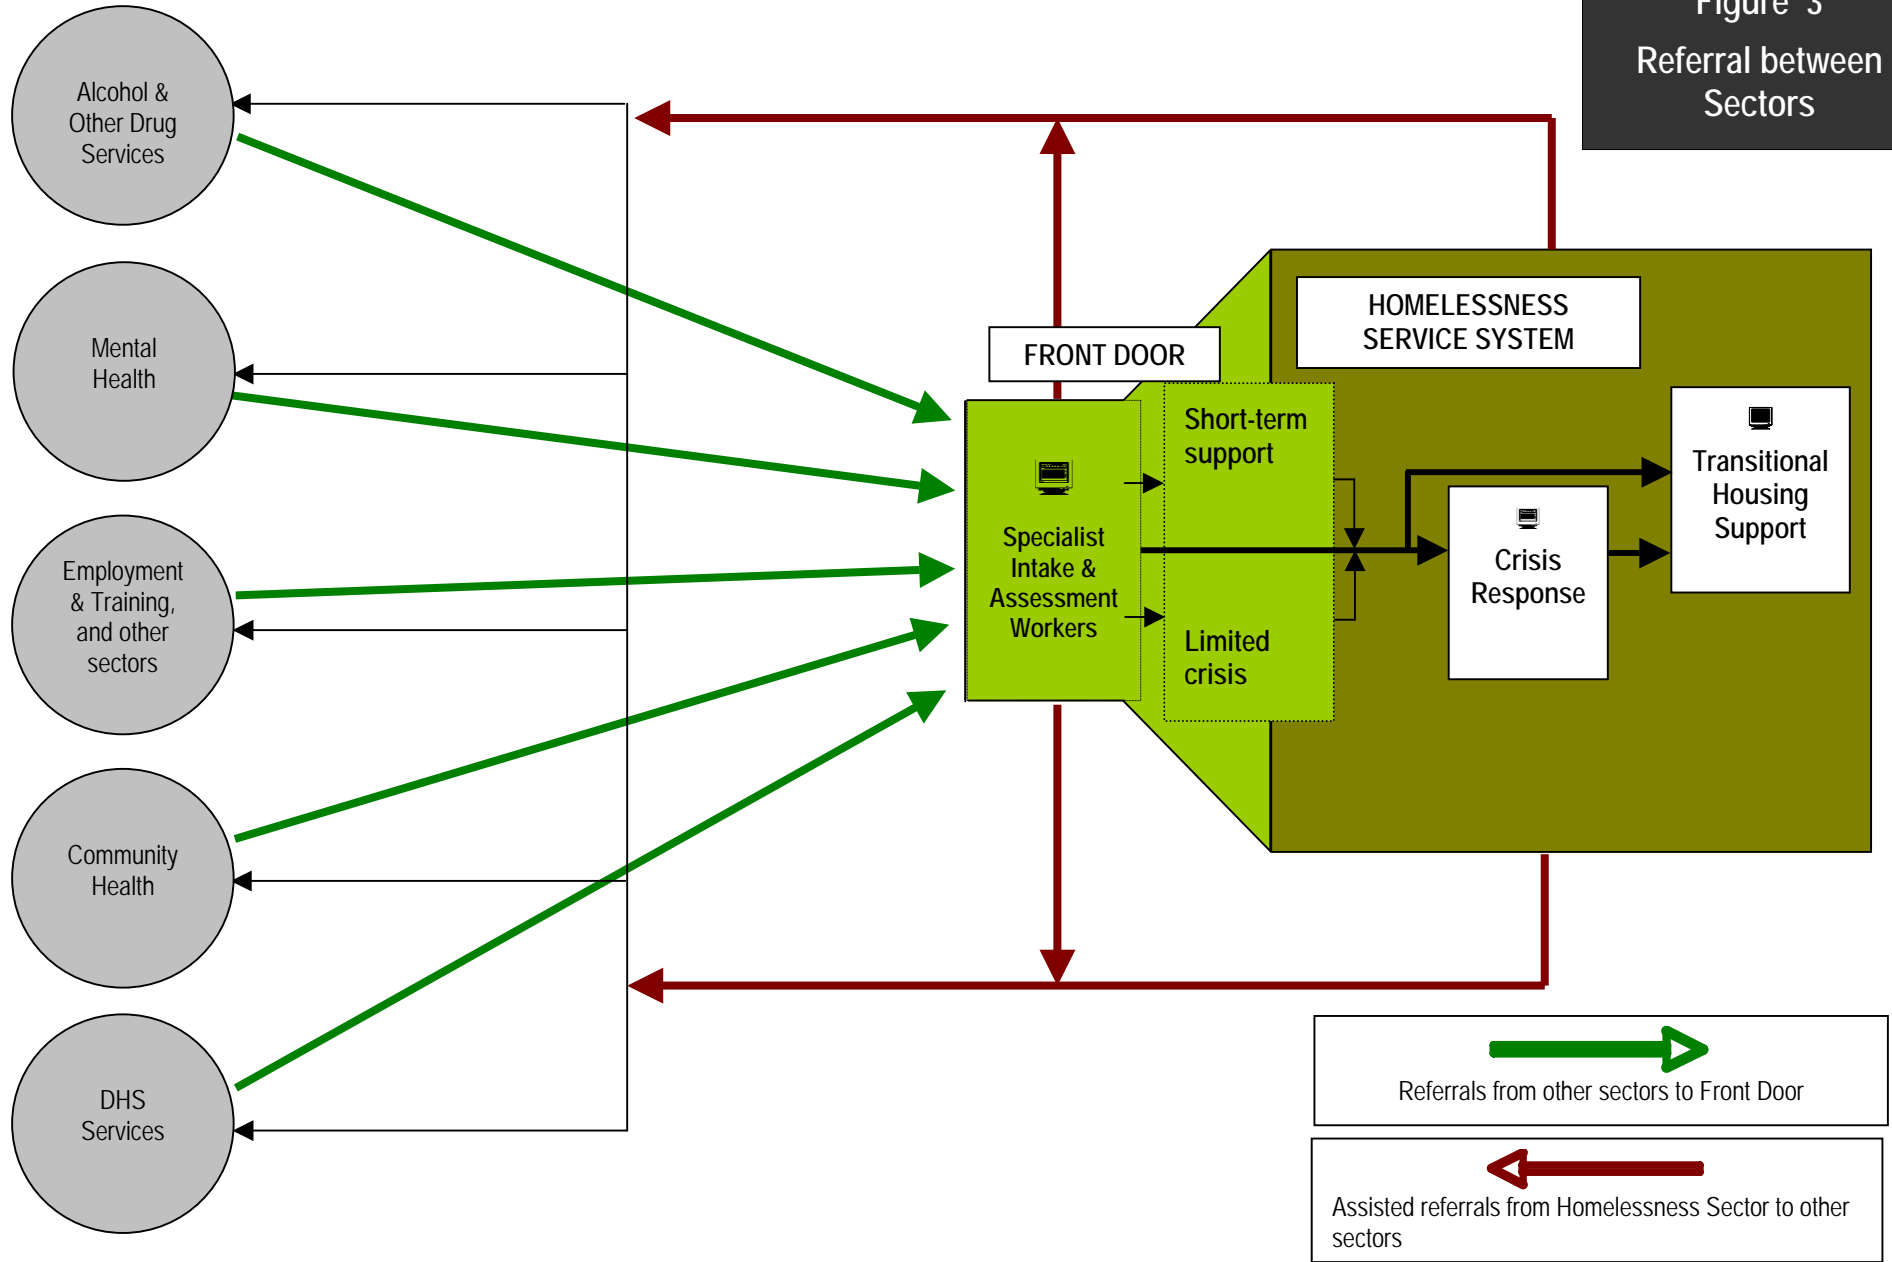 Figure 3
Referral between
Sectors
Alcohol &
Other Drug
Services
Mental
Health
Employment
& Training,
and other
sectors
Community
Health
DHS
Services
FRONT DOOR
HOMELESSNESS
SERVICE SYSTEM
Specialist
Intake &
Assessment
Workers
Short-term
support
Limited
crisis
Crisis
Response
Transitional
Housing
Support
Referrals from other sectors to Front Door
Assisted referrals from Homelessness Sector to other
sectors